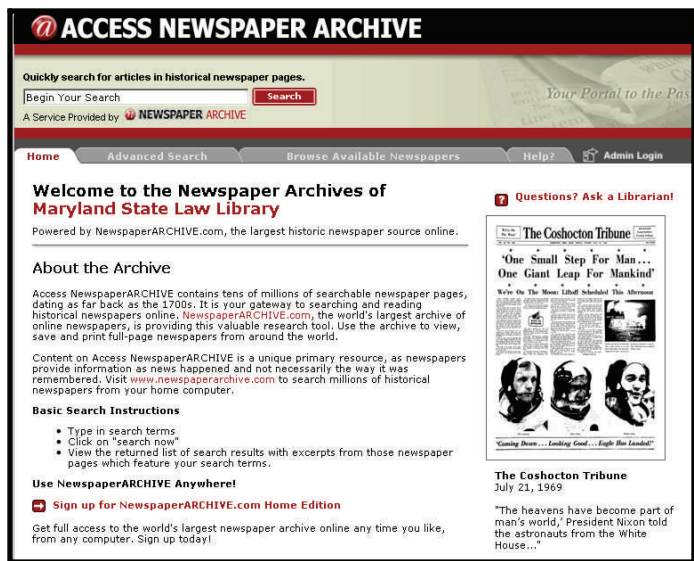 @ ACCESS NEWSPAPER ARCHIVE
Quickly search for articles in historical newspaper pages.
Begin Your Search
Search
Your Portal to the Pas
A Service Provided by @ NEWSPAPER ARCHIVE
Home
Advanced Search
Browse Available Newspapers
Help?
Admin Login
Welcome to the Newspaper Archives of
Maryland State Law Library
Powered by NewspaperARCHIVE.com, the largest historic newspaper source online.
About the Archive
Access NewspaperARCHIVE contains tens of millions of searchable newspaper pages,
dating as far back as the 1700s. It is your gateway to searching and reading
historical newspapers online. NewspaperARCHIVE.com, the world's largest archive of
online newspapers, is providing this valuable research tool. Use the archive to view,
save and print full-page newspapers from around the world.
Content on Access NewspaperARCHIVE is a unique primary resource, as newspapers
provide information as news happened and not necessarily the way it was
remembered. Visit www.newspaperarchive.com to search millions of historical
newspapers from your home computer.
Basic Search Instructions
• Type in search terms
• Click on "search now"
• View the returned list of search results with excerpts from those newspaper
pages which feature your search terms.
Use NewspaperARCHIVE Anywhere!
Sign up for NewspaperARCHIVE.com Home Edition
Get full access to the world's largest newspaper archive online any time you like,
from any computer. Sign up today!
? Questions? Ask a Librarian!
The Coshocton Tribune
'One Small Step For Man...
One Giant Leap For Mankind'
We're On The Moon: Liftoff Scheduled This Afternoon
'Coming Down... Looking Good... Eagle Has Landed!'
The Coshocton Tribune
July 21, 1969
"The heavens have become part of
man's world,' President Nixon told
the astronauts from the White
House..."